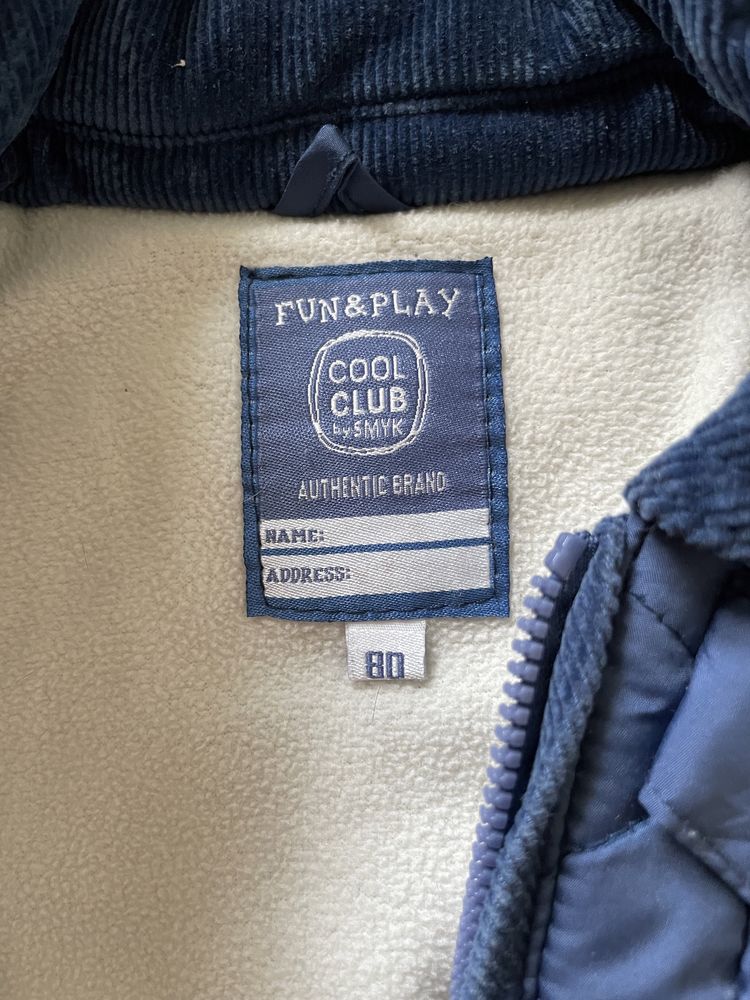 FUN&PLAY
COOL
CLUB
by SMYK
AUTHENTIC BRAND
NAME:
ADDRESS:
80